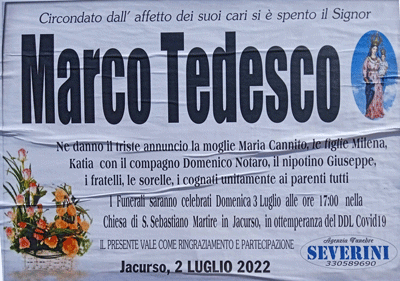 Circondato dall' affetto dei suoi cari si è spento il Signor
Marco Tedesco
Ne danno il triste annuncio la moglie Maria Cannito, le figlie Milena,
Katia con il compagno Domenico Notaro, il nipotino Giuseppe,
i fratelli, le sorelle, i cognati unitamente ai parenti tutti
I Funerali saranno celebrati Domenica 3 Luglio alle ore 17:00 nella
Chiesa di S. Sebastiano Martire in Jacurso, in ottemperanza del DDL Covid19
IL PRESENTE VALE COME RINGRAZIAMENTO E PARTECIPAZIONE
Jacurso, 2 LUGLIO 2022
Agenzia Funebre
SEVERINI
330589690